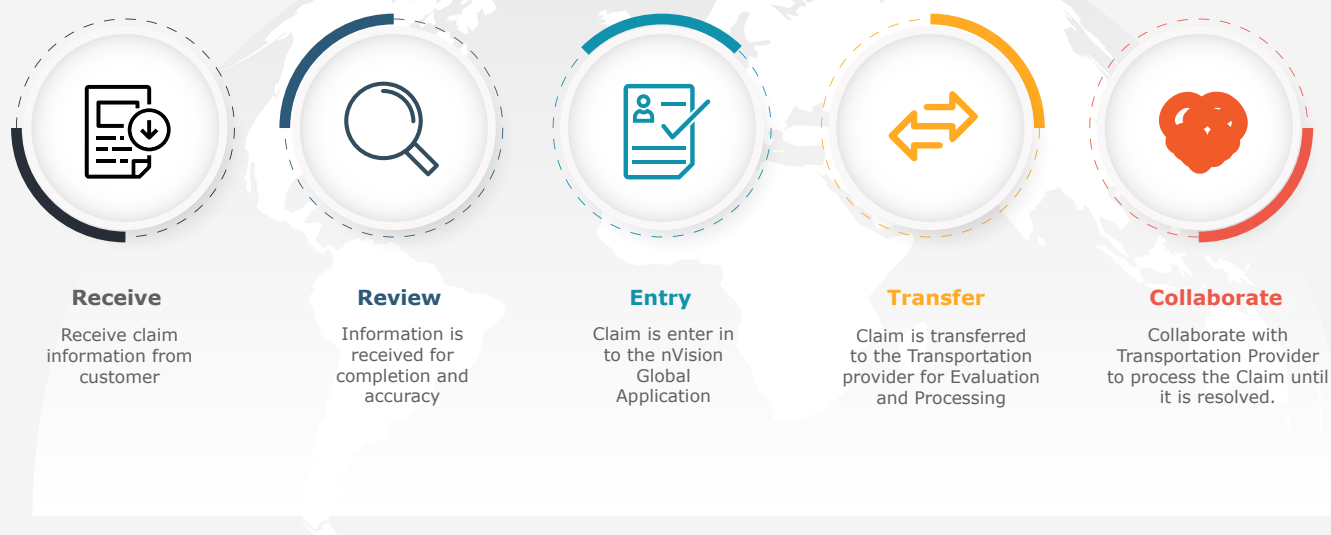 Receive
Receive claim
information from
customer
Review
Information is
received for
completion and
accuracy
Entry
Claim is enter in
to the nVision
Global
Application
Transfer
Claim is transferred
to the Transportation
provider for Evaluation
and Processing
Collaborate
Collaborate with
Transportation Provider
to process the Claim until
it is resolved.